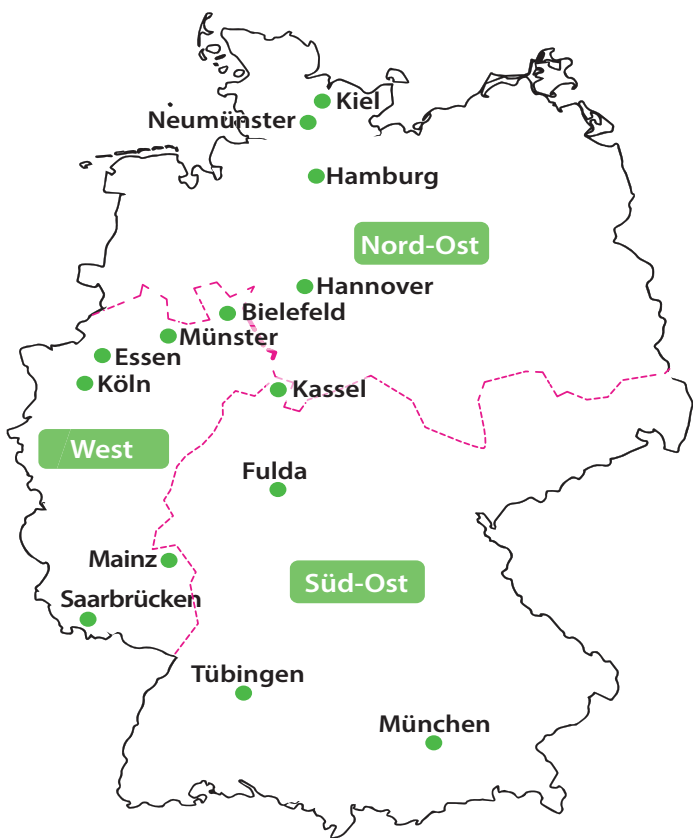 Kiel
Neumünster
Hamburg
Nord-Ost
Hannover
Bielefeld
Münster
Essen
Köln
Kassel
West
Fulda
Mainz
Süd-Ost
Saarbrücken
Tübingen
München